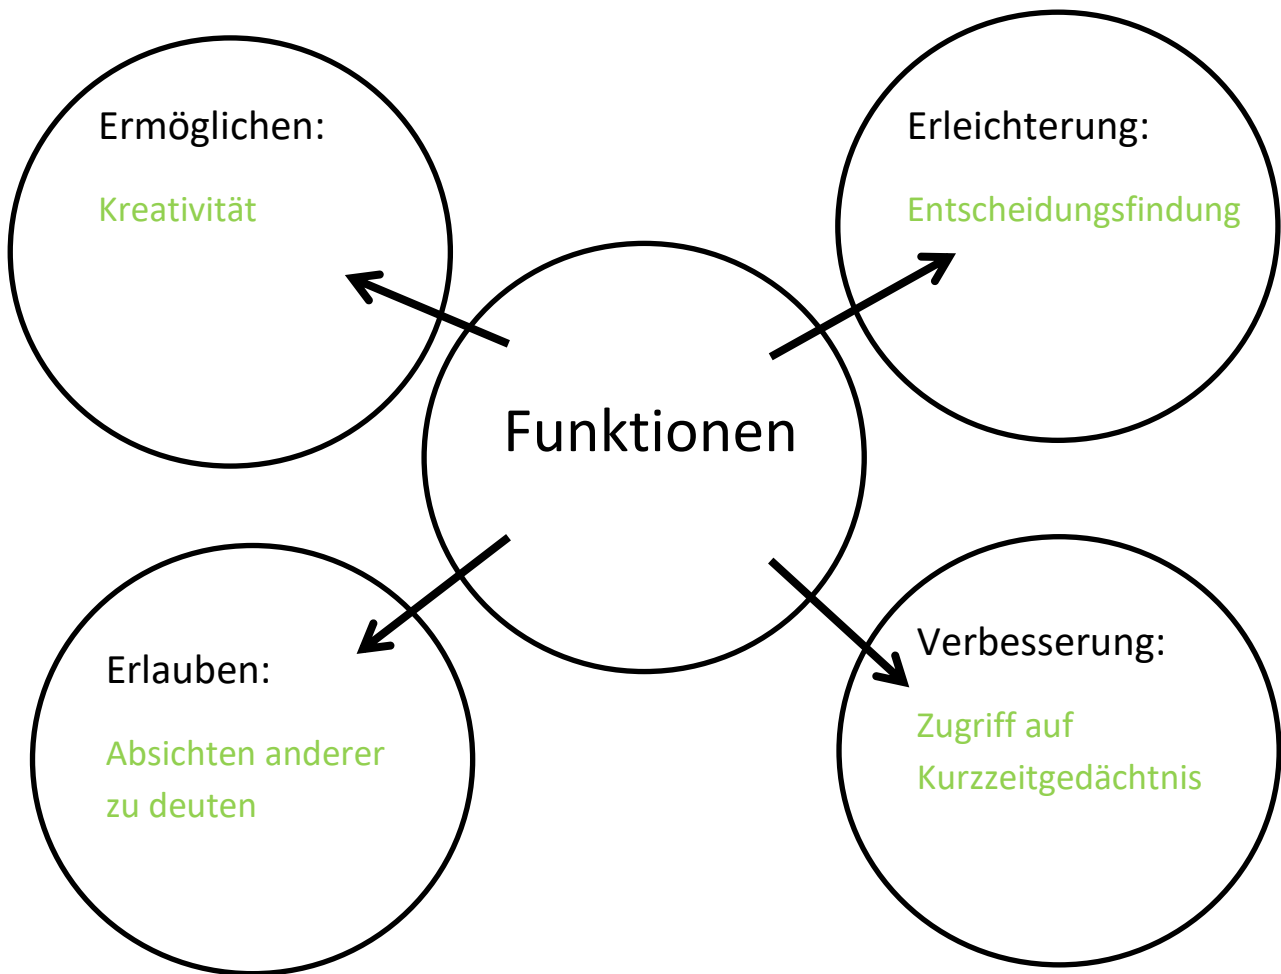 Ermöglichen:
Kreativität
Erleichterung:
Entscheidungsfindung
Funktionen
Erlauben:
Absichten anderer
zu deuten
Verbesserung:
Zugriff auf
Kurzzeitgedächtnis